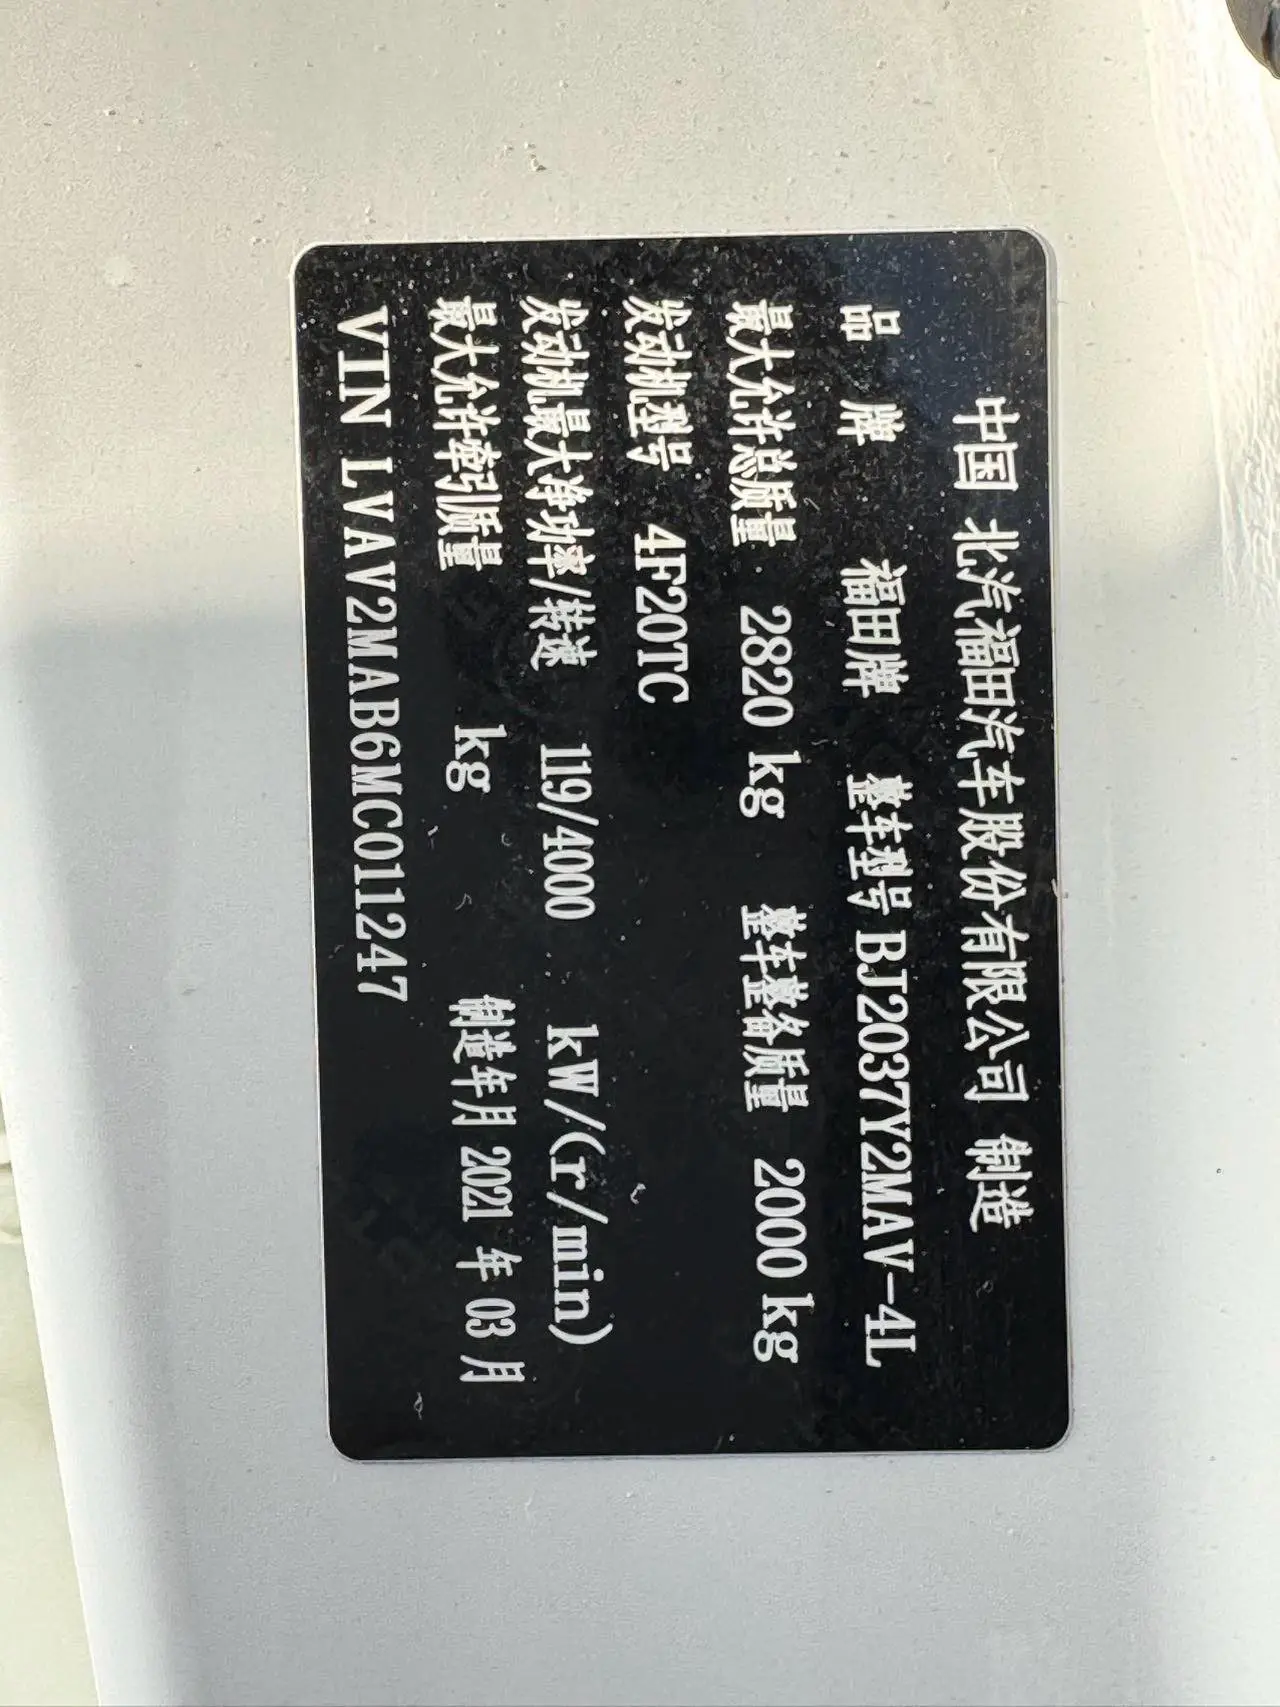 中国 北汽福田汽车股份有限公司 制造
品 牌 福田牌 整车型号 BJ2037Y2MAV-4L
最大允许总质量 2820 kg 整车整备质量 2000 kg
发动机型号 4F20TC
发动机最大净功率/转速 119/4000 kW/(r/min)
最大允许牵引质量 kg 制造年月 2021 年 03 月
VIN LVAV2MAB6MC011247